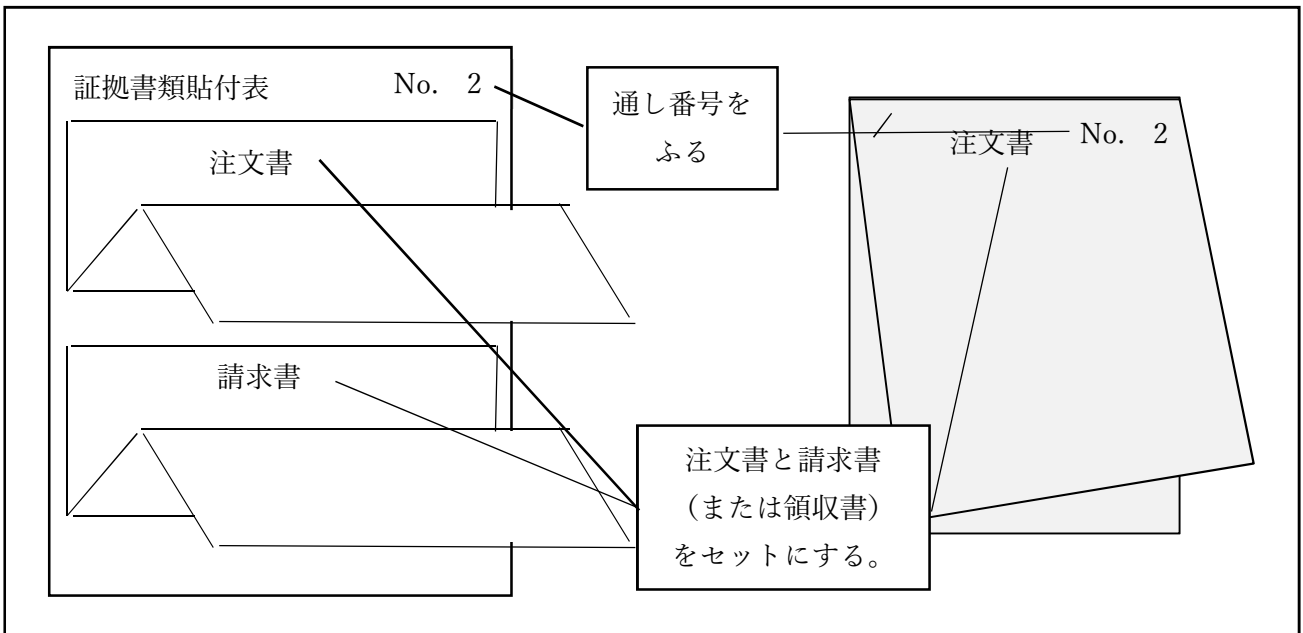 証拠書類貼付表 No. 2
注文書
請求書
通し番号を
ふる
注文書 No. 2
注文書と請求書
（または領収書）
をセットにする。